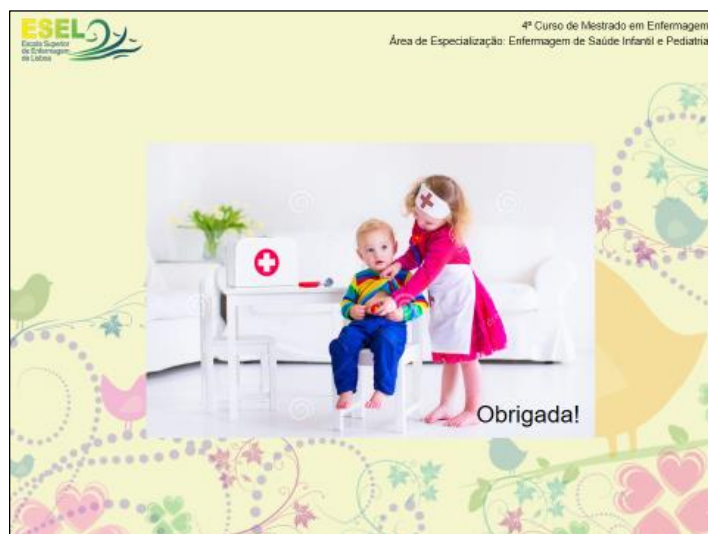 ESEL
Escola Superior
de Enfermagem
de Lisboa
4º Curso de Mestrado em Enfermagem
Área de Especialização: Enfermagem de Saúde Infantil e Pediatria
Obrigada!